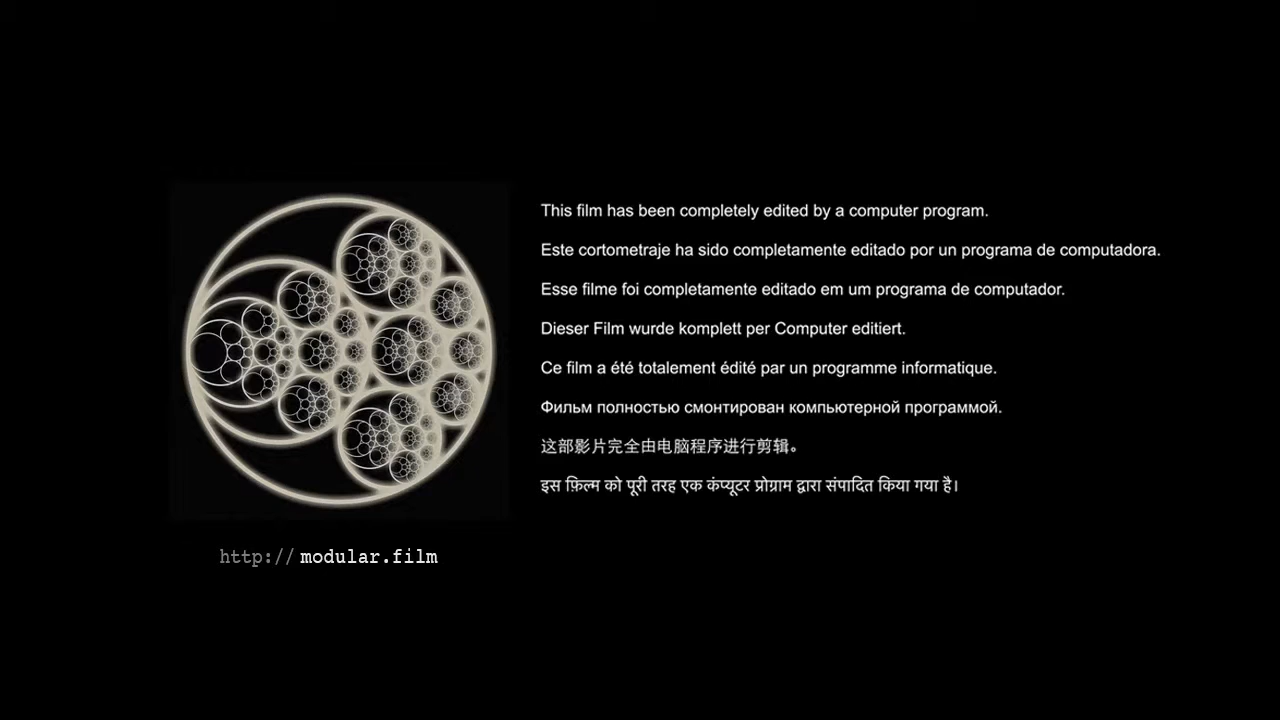 This film has been completely edited by a computer program.
Este cortometraje ha sido completamente editado por un programa de computadora.
Esse filme foi completamente editado em um programa de computador.
Dieser Film wurde komplett per Computer editiert.
Ce film a été totalement édité par un programme informatique.
Фильм полностью смонтирован компьютерной программой.
这部影片完全由电脑程序进行剪辑。
इस फ़िल्म को पूरी तरह एक कंप्यूटर प्रोग्राम द्वारा संपादित किया गया है।
http:// modular.film